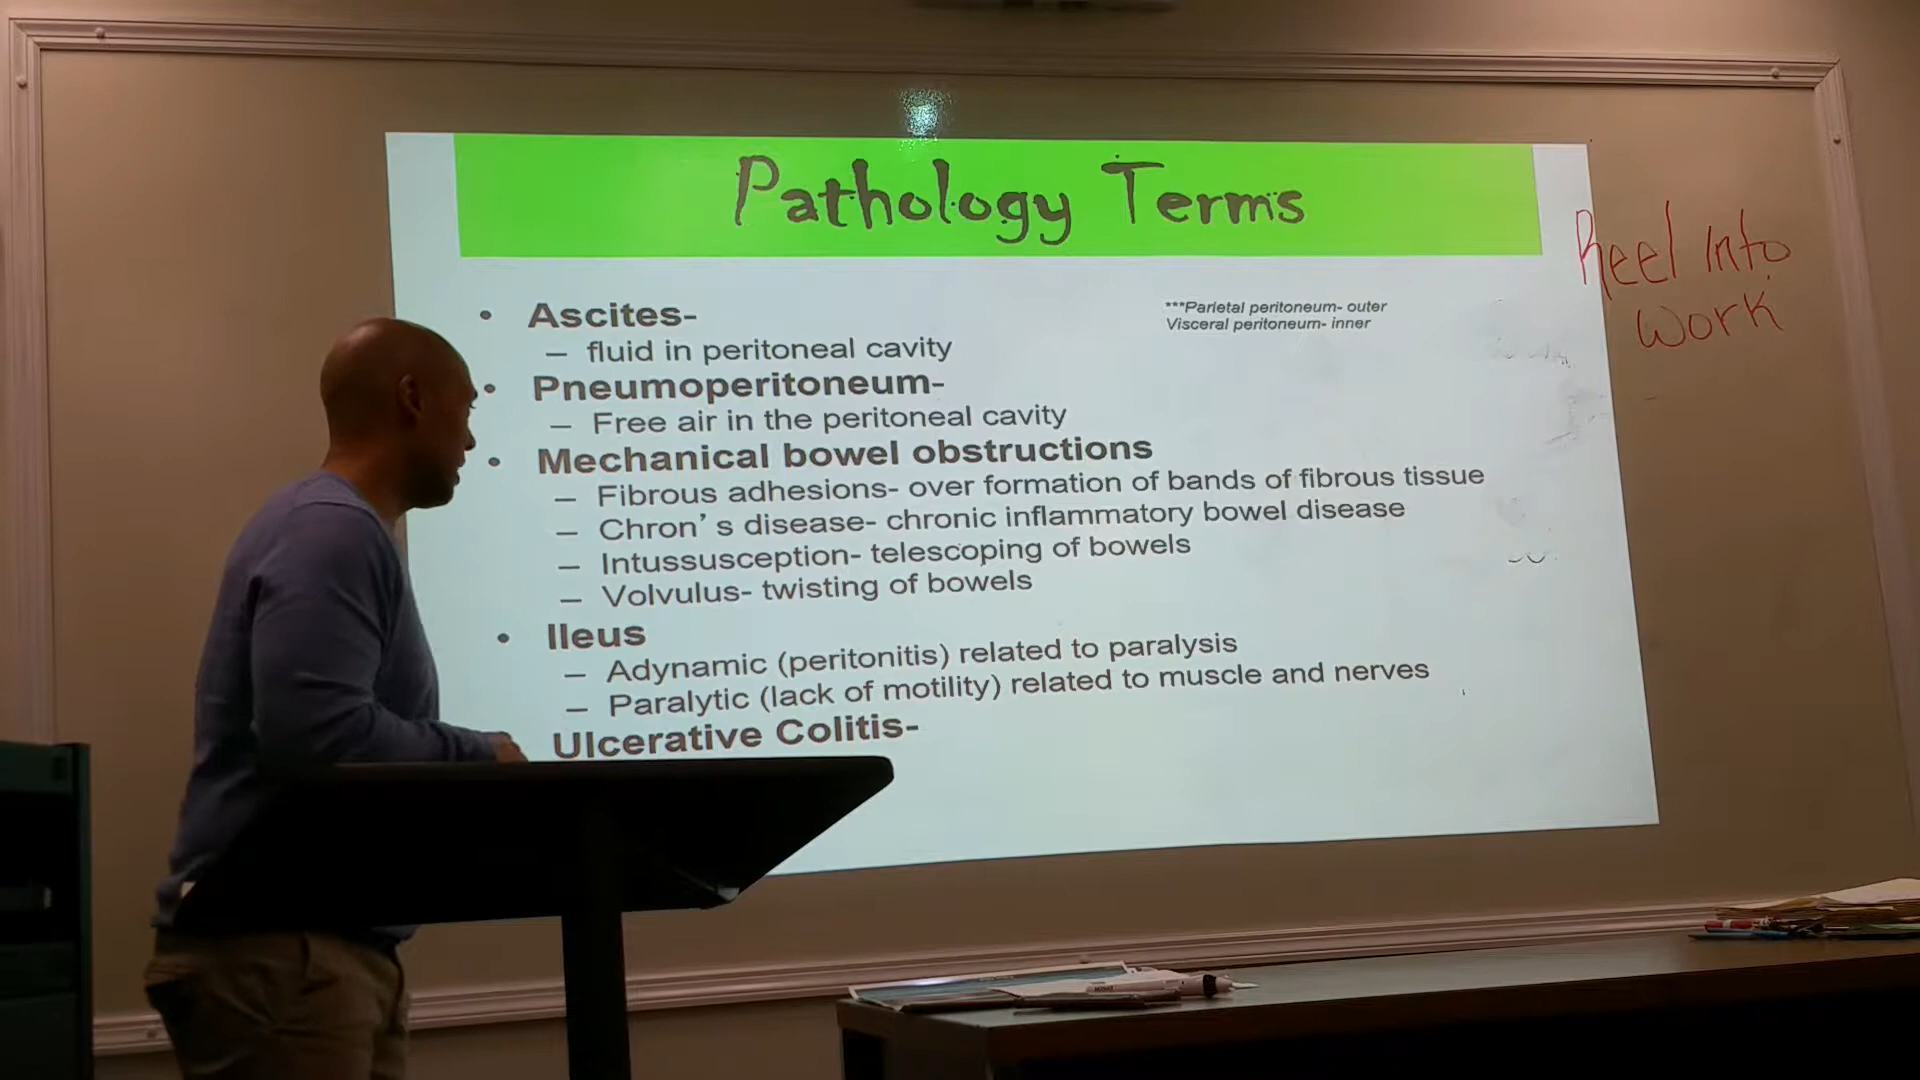 Pathology Terms
• Ascites-
– fluid in peritoneal cavity
***Parietal peritoneum- outer
Visceral peritoneum- inner
• Pneumoperitoneum-
– Free air in the peritoneal cavity
• Mechanical bowel obstructions
– Fibrous adhesions- over formation of bands of fibrous tissue
– Chron’ s disease- chronic inflammatory bowel disease
– Intussusception- telescoping of bowels
– Volvulus- twisting of bowels
• Ileus
– Adynamic (peritonitis) related to paralysis
– Paralytic (lack of motility) related to muscle and nerves
Ulcerative Colitis-
Reel into
work